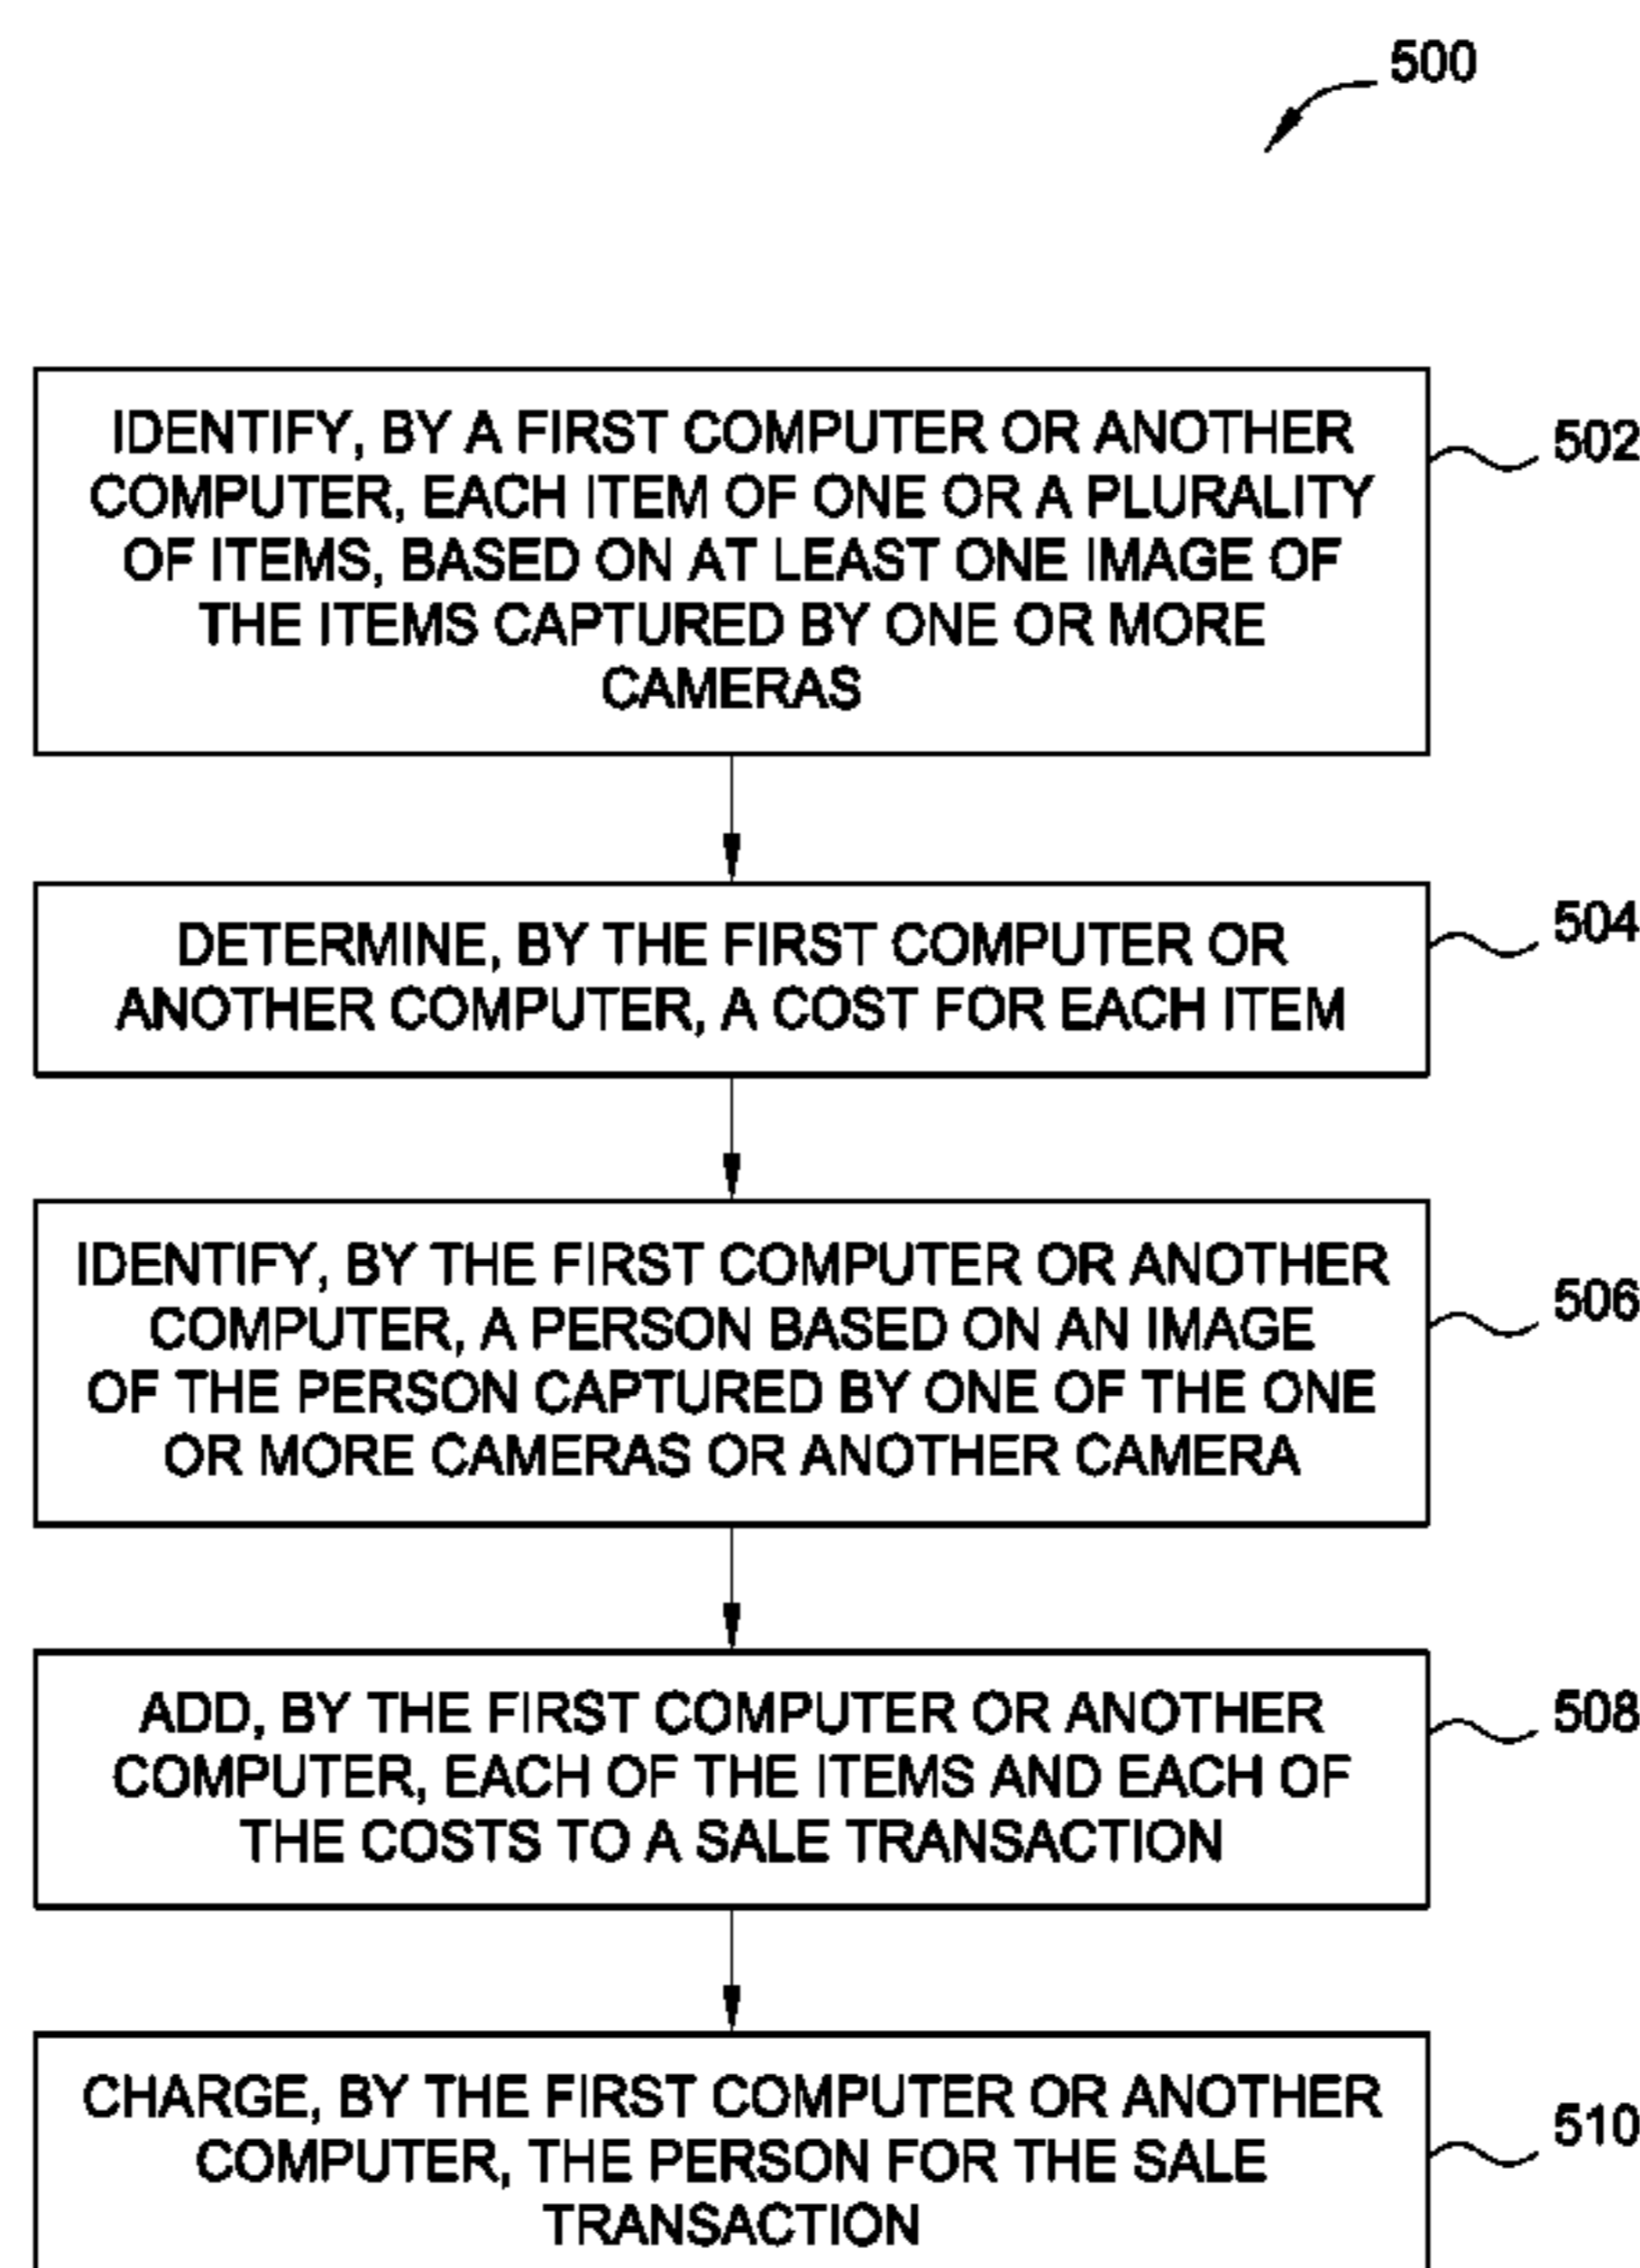 500
IDENTIFY, BY A FIRST COMPUTER OR ANOTHER
COMPUTER, EACH ITEM OF ONE OR A PLURALITY
OF ITEMS, BASED ON AT LEAST ONE IMAGE OF
THE ITEMS CAPTURED BY ONE OR MORE
CAMERAS
502
DETERMINE, BY THE FIRST COMPUTER OR
ANOTHER COMPUTER, A COST FOR EACH ITEM
504
IDENTIFY, BY THE FIRST COMPUTER OR ANOTHER
COMPUTER, A PERSON BASED ON AN IMAGE
OF THE PERSON CAPTURED BY ONE OF THE ONE
OR MORE CAMERAS OR ANOTHER CAMERA
506
ADD, BY THE FIRST COMPUTER OR ANOTHER
COMPUTER, EACH OF THE ITEMS AND EACH OF
THE COSTS TO A SALE TRANSACTION
508
CHARGE, BY THE FIRST COMPUTER OR ANOTHER
COMPUTER, THE PERSON FOR THE SALE
TRANSACTION
510